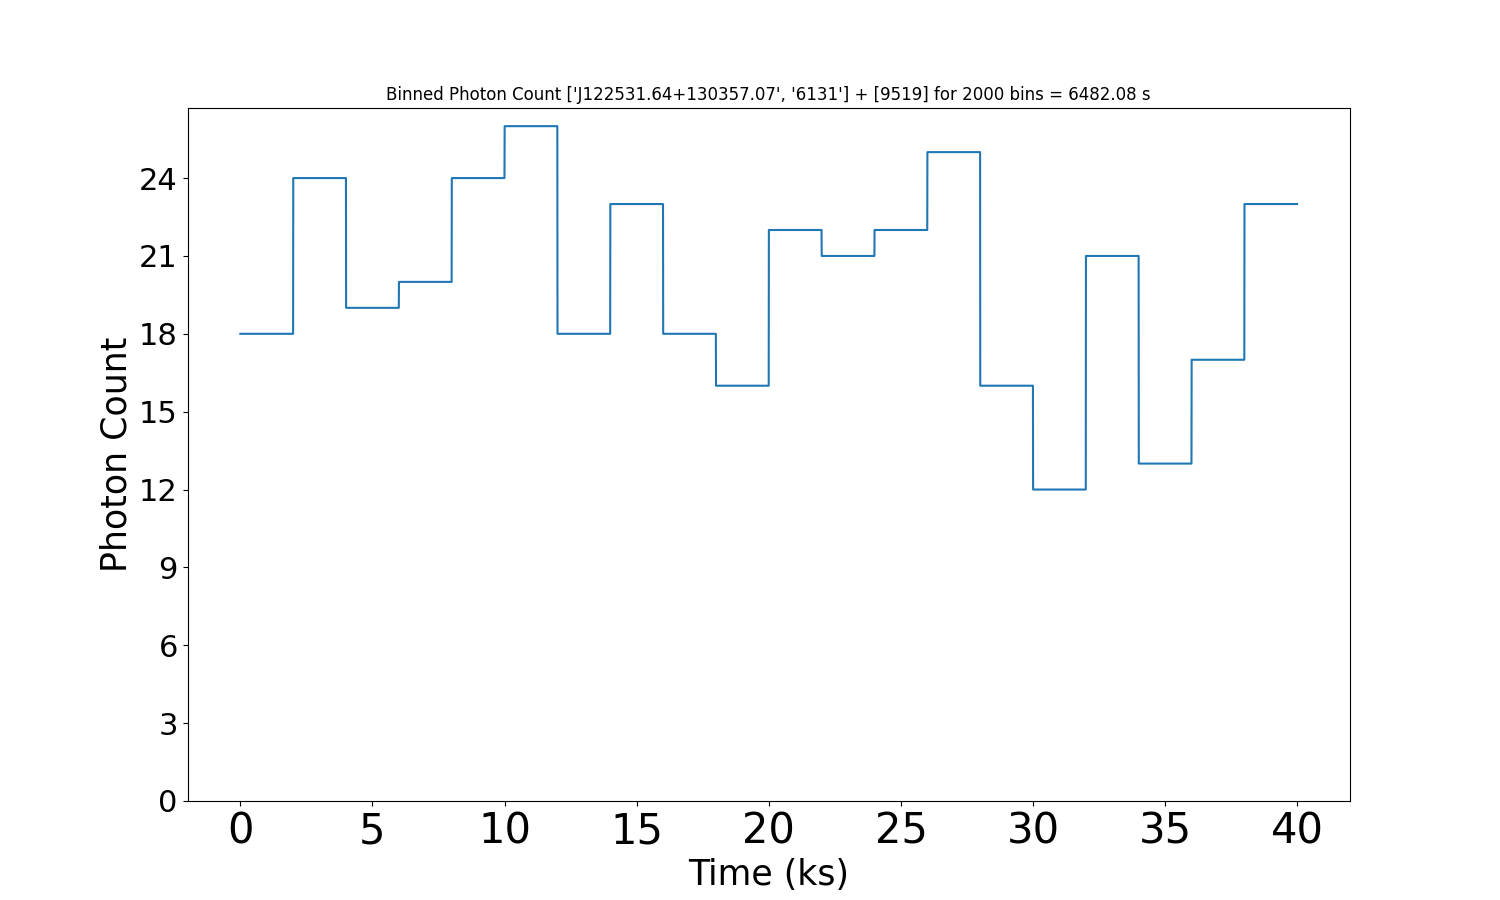 Binned Photon Count ['J122531.64+130357.07', '6131'] + [9519] for 2000 bins = 6482.08 s
Photon Count
24
21
18
15
12
9
6
3
0
0 5 10 15 20 25 30 35 40
Time (ks)